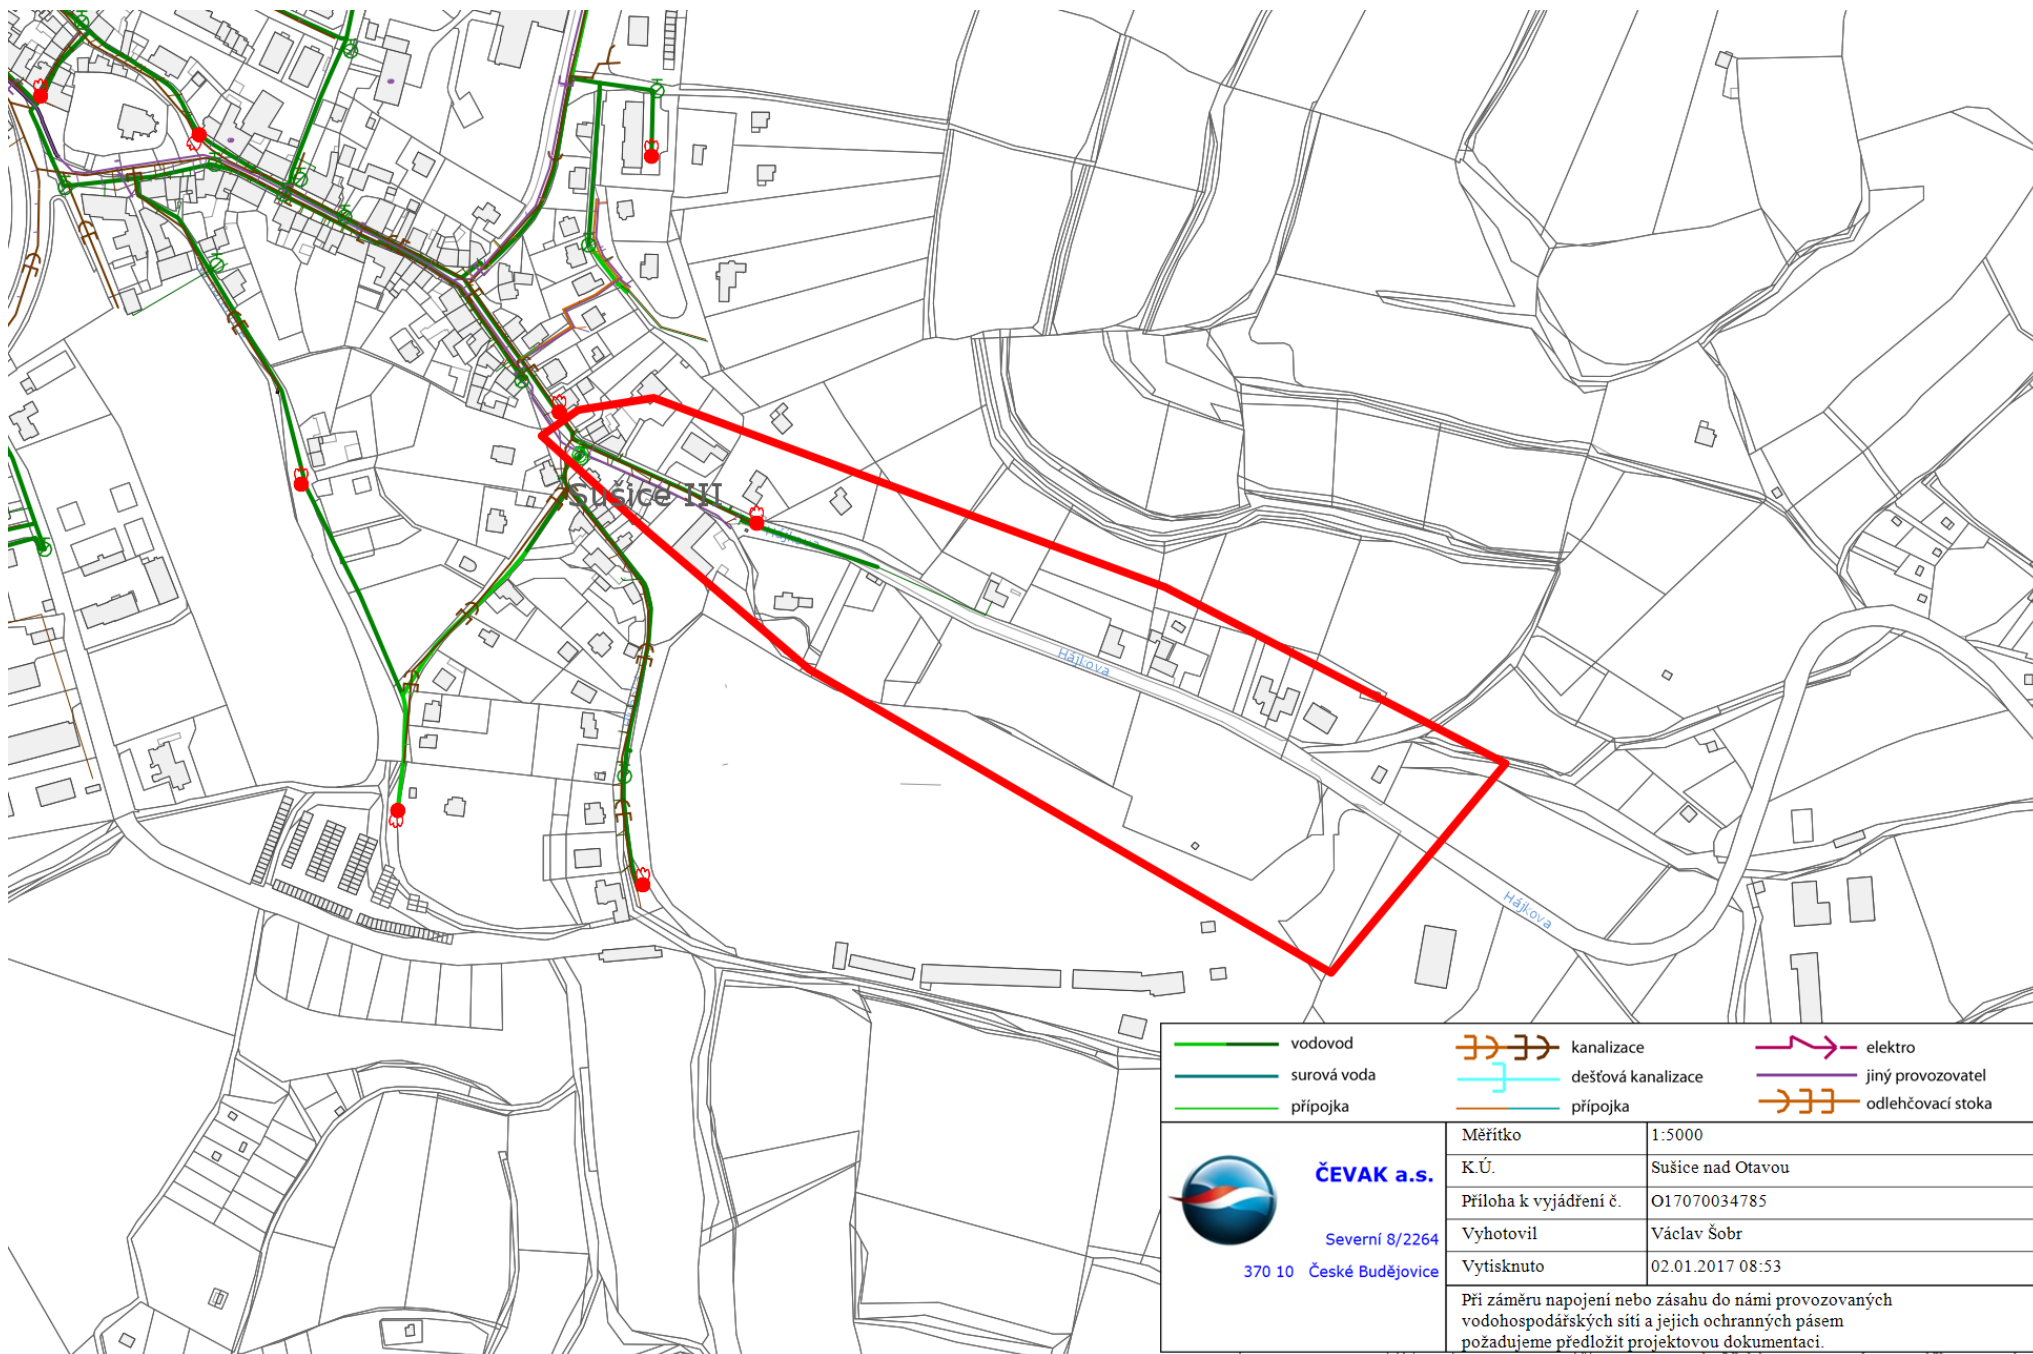 Sušice III
Hájkova
Hájkova
Hájkova
vodovod
surová voda
přípojka
kanalizace
dešťová kanalizace
přípojka
elektro
jiný provozovatel
odlehčovací stoka
ČEVAK a.s.
Severní 8/2264
370 10 České Budějovice
Měřítko 1:5000
K.Ú. Sušice nad Otavou
Příloha k vyjádření č. O17070034785
Vyhotovil Václav Šobr
Vytisknuto 02.01.2017 08:53
Při záměru napojení nebo zásahu do námi provozovaných
vodohospodářských sítí a jejich ochranných pásem
požadujeme předložit projektovou dokumentaci.